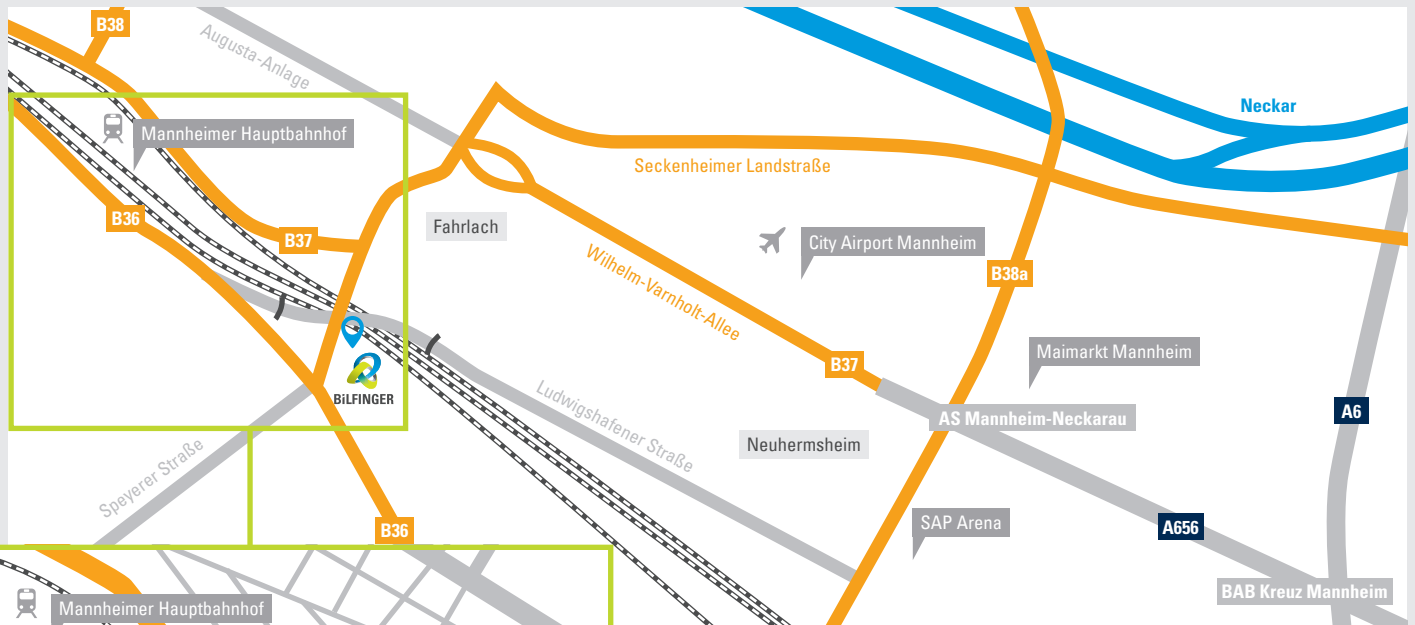 B38
Augusta-Anlage
Neckar
Mannheimer Hauptbahnhof
Seckenheimer Landstraße
B36
Fahrlach
B37
City Airport Mannheim
Wilhelm-Varnholt-Allee
B38a
Maimarkt Mannheim
B37
BiLFINGER
Ludwigshafener Straße
A6
AS Mannheim-Neckarau
Neuhermsheim
Speyerer Straße
B36
SAP Arena
A656
BAB Kreuz Mannheim
Mannheimer Hauptbahnhof